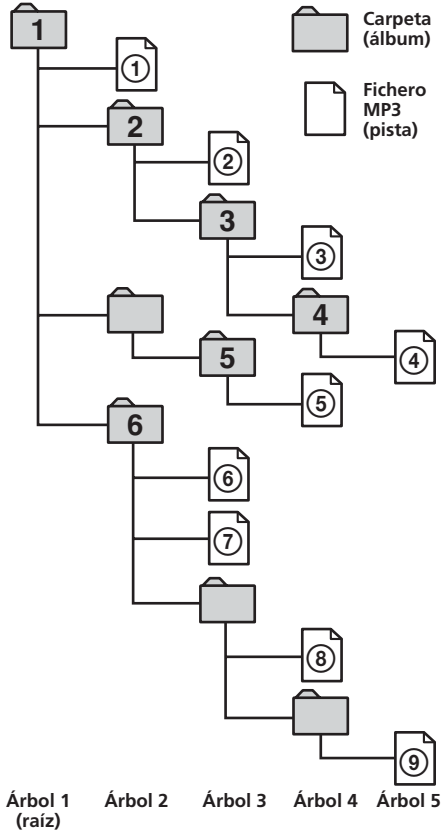 1
Carpeta
(álbum)
①
Fichero
MP3
(pista)
2
②
3
③
4
④
5
⑤
6
⑥
⑦
⑧
⑨
Árbol 1
(raíz)
Árbol 2
Árbol 3
Árbol 4
Árbol 5